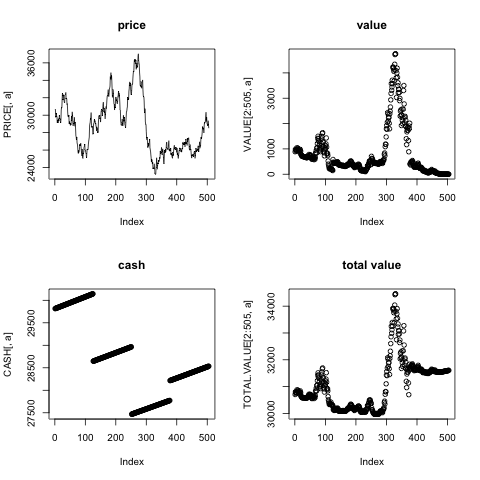 price
PRICE[, a]
24000 30000 36000
0 100 200 300 400 500
Index
value
VALUE[2:505, a]
0 1000 3000
0 100 200 300 400 500
Index
cash
CASH[, a]
27500 28500 29500
0 100 200 300 400 500
Index
total value
TOTAL.VALUE[2:505, a]
30000 32000 34000
0 100 200 300 400 500
Index